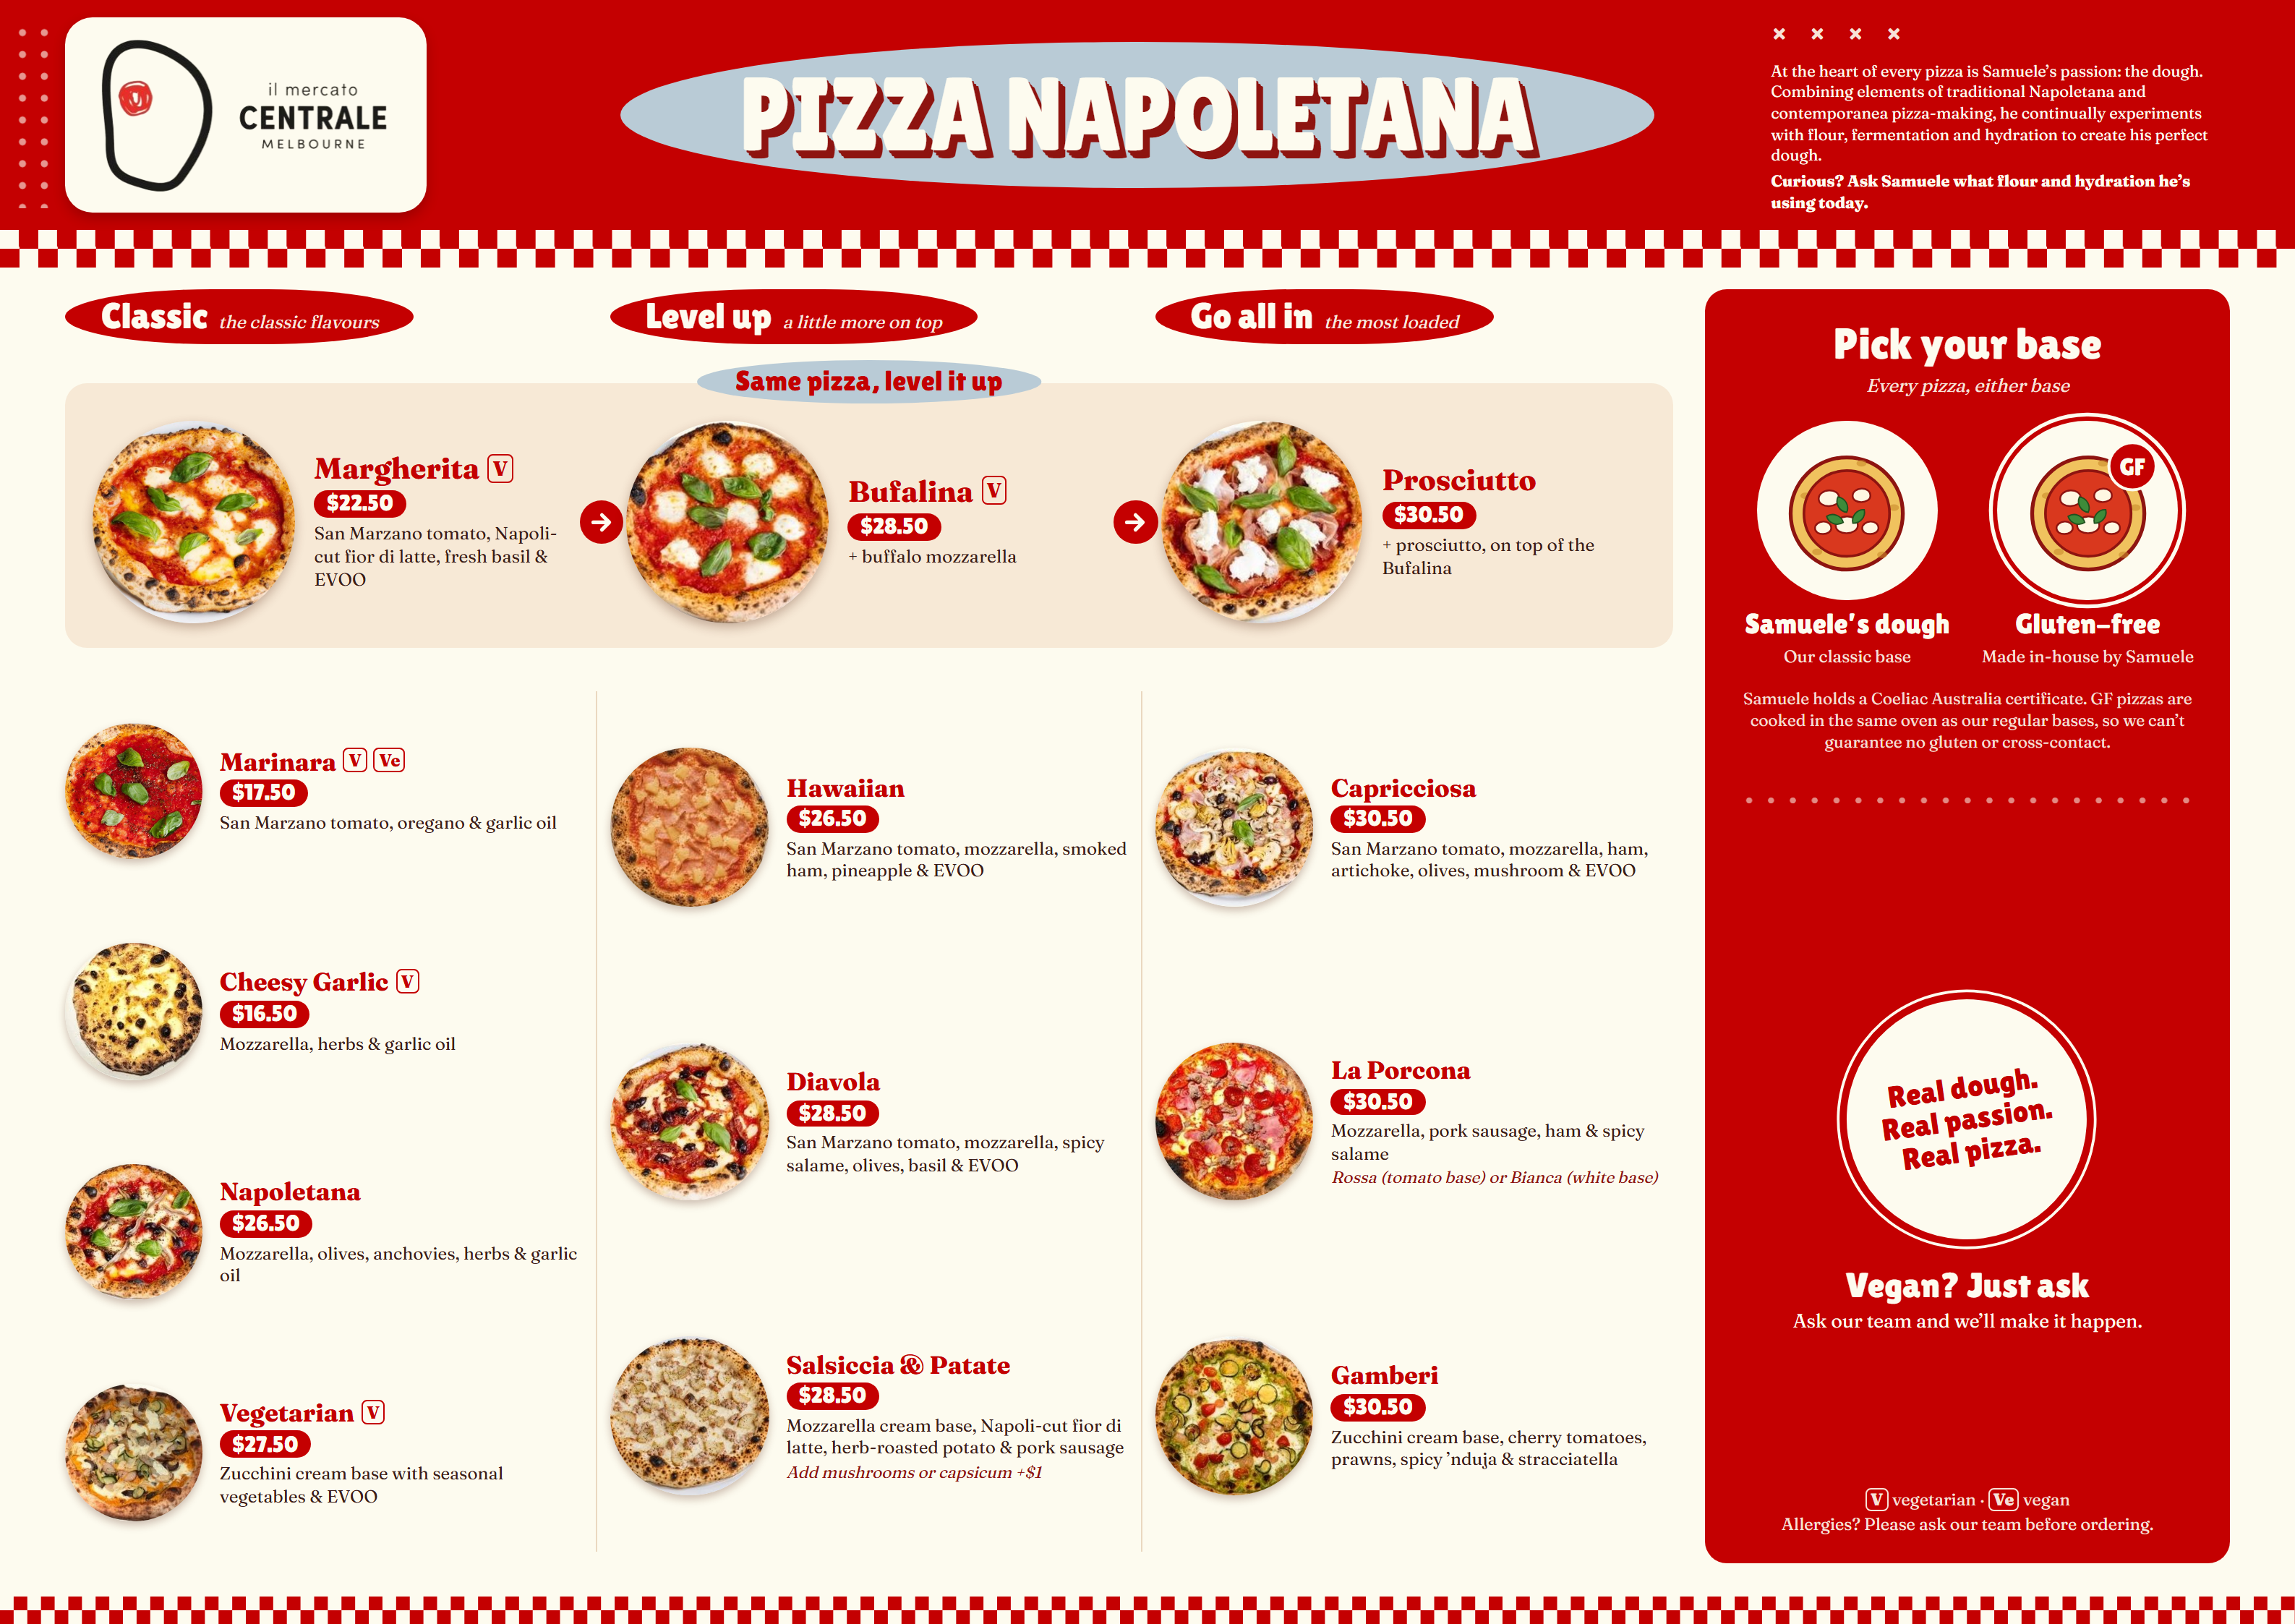 il mercato
CENTRALE
MELBOURNE
PIZZA NAPOLETANA
At the heart of every pizza is Samuele’s passion: the dough.
Combining elements of traditional Napoletana and
contemporanea pizza-making, he continually experiments
with flour, fermentation and hydration to create his perfect
dough.
Curious? Ask Samuele what flour and hydration he’s
using today.
Classic the classic flavours
Level up a little more on top
Go all in the most loaded
Same pizza, level it up
Margherita V
$22.50
San Marzano tomato, Napoli-
cut fior di latte, fresh basil &
EVOO
Bufalina V
$28.50
+ buffalo mozzarella
Prosciutto
$30.50
+ prosciutto, on top of the
Bufalina
Marinara V Ve
$17.50
San Marzano tomato, oregano & garlic oil
Cheesy Garlic V
$16.50
Mozzarella, herbs & garlic oil
Napoletana
$26.50
Mozzarella, olives, anchovies, herbs & garlic
oil
Vegetarian V
$27.50
Zucchini cream base with seasonal
vegetables & EVOO
Hawaiian
$26.50
San Marzano tomato, mozzarella, smoked
ham, pineapple & EVOO
Diavola
$28.50
San Marzano tomato, mozzarella, spicy
salame, olives, basil & EVOO
Salsiccia & Patate
$28.50
Mozzarella cream base, Napoli-cut fior di
latte, herb-roasted potato & pork sausage
Add mushrooms or capsicum +$1
Capricciosa
$30.50
San Marzano tomato, mozzarella, ham,
artichoke, olives, mushroom & EVOO
La Porcona
$30.50
Mozzarella, pork sausage, ham & spicy
salame
Rossa (tomato base) or Bianca (white base)
Gamberi
$30.50
Zucchini cream base, cherry tomatoes,
prawns, spicy ’nduja & stracciatella
Pick your base
Every pizza, either base
GF
Samuele’s dough
Our classic base
Gluten-free
Made in-house by Samuele
Samuele holds a Coeliac Australia certificate. GF pizzas are
cooked in the same oven as our regular bases, so we can’t
guarantee no gluten or cross-contact.
Real dough.
Real passion.
Real pizza.
Vegan? Just ask
Ask our team and we’ll make it happen.
V vegetarian · Ve vegan
Allergies? Please ask our team before ordering.